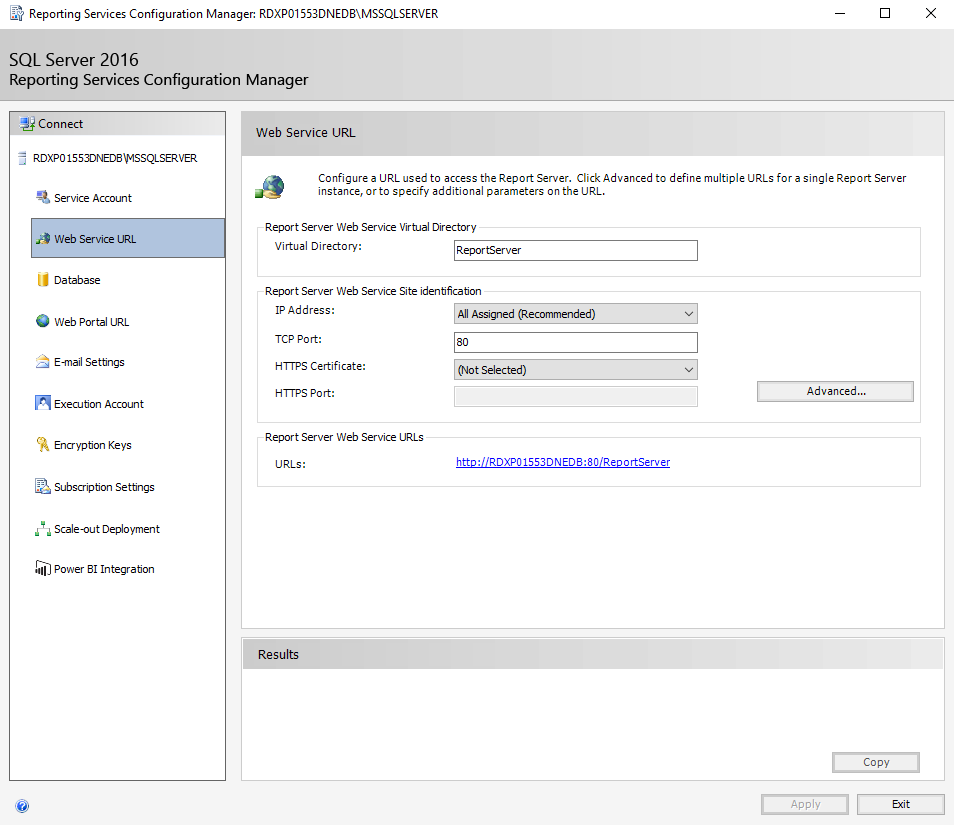 Reporting Services Configuration Manager: RDXP01553DNEDB\MSSQLSERVER
SQL Server 2016
Reporting Services Configuration Manager
Connect
RDXP01553DNEDB\MSSQLSERVER
Service Account
Web Service URL
Database
Web Portal URL
E-mail Settings
Execution Account
Encryption Keys
Subscription Settings
Scale-out Deployment
Power BI Integration
Web Service URL
Configure a URL used to access the Report Server.  Click Advanced to define multiple URLs for a single Report Server
instance, or to specify additional parameters on the URL.
Report Server Web Service Virtual Directory
Virtual Directory: ReportServer
Report Server Web Service Site identification
IP Address: All Assigned (Recommended)
TCP Port: 80
HTTPS Certificate: (Not Selected)
HTTPS Port:
Advanced...
Report Server Web Service URLs
URLs: http://RDXP01553DNEDB:80/ReportServer
Results
Copy
Apply Exit